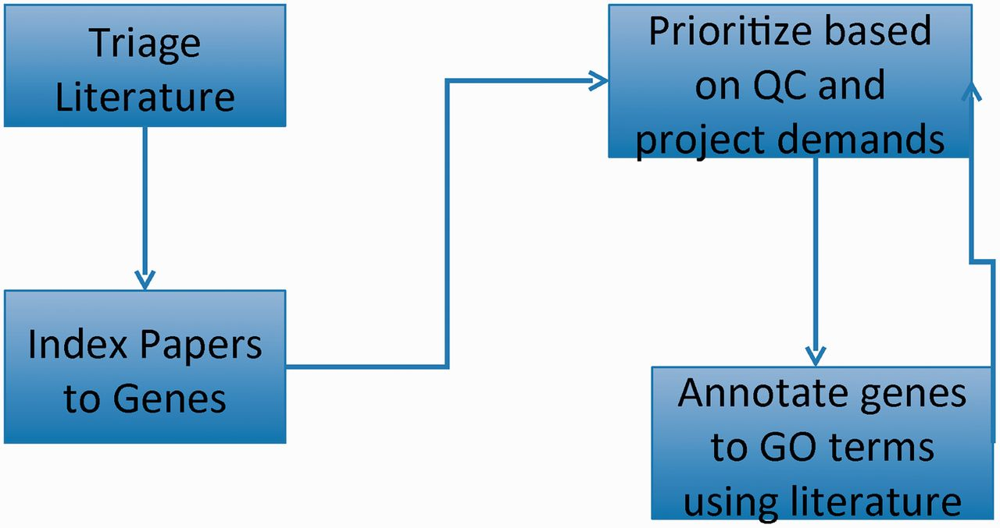 Triage
Literature
Index Papers
to Genes
Prioritize based
on QC and
project demands
Annotate genes
to GO terms
using literature